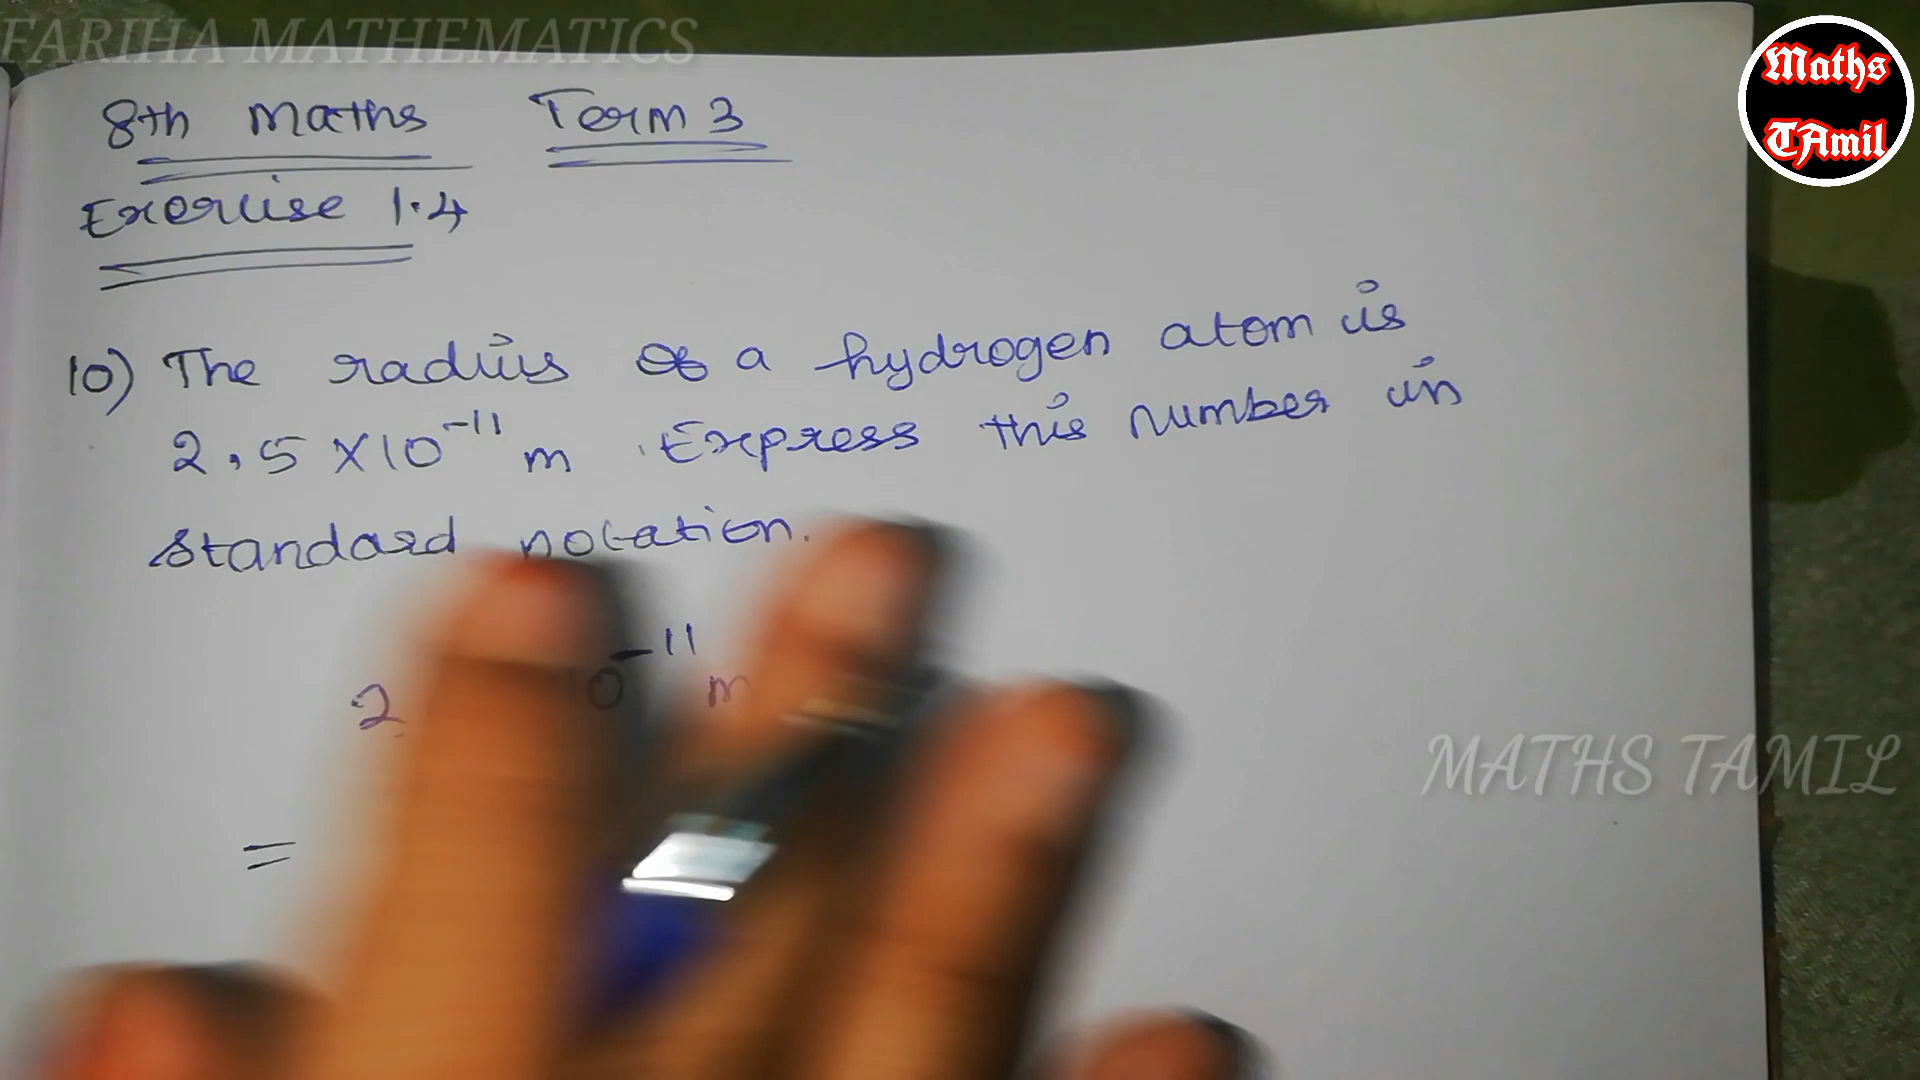 FARIHA MATHEMATICS
Maths
TAmil
8th Maths Term 3
Exercise 1.4
10) The radius of a hydrogen atom is
2.5 X 10⁻¹¹ m. Express this number in
standard notation.
2 10⁻¹¹ m
=
MATHS TAMIL